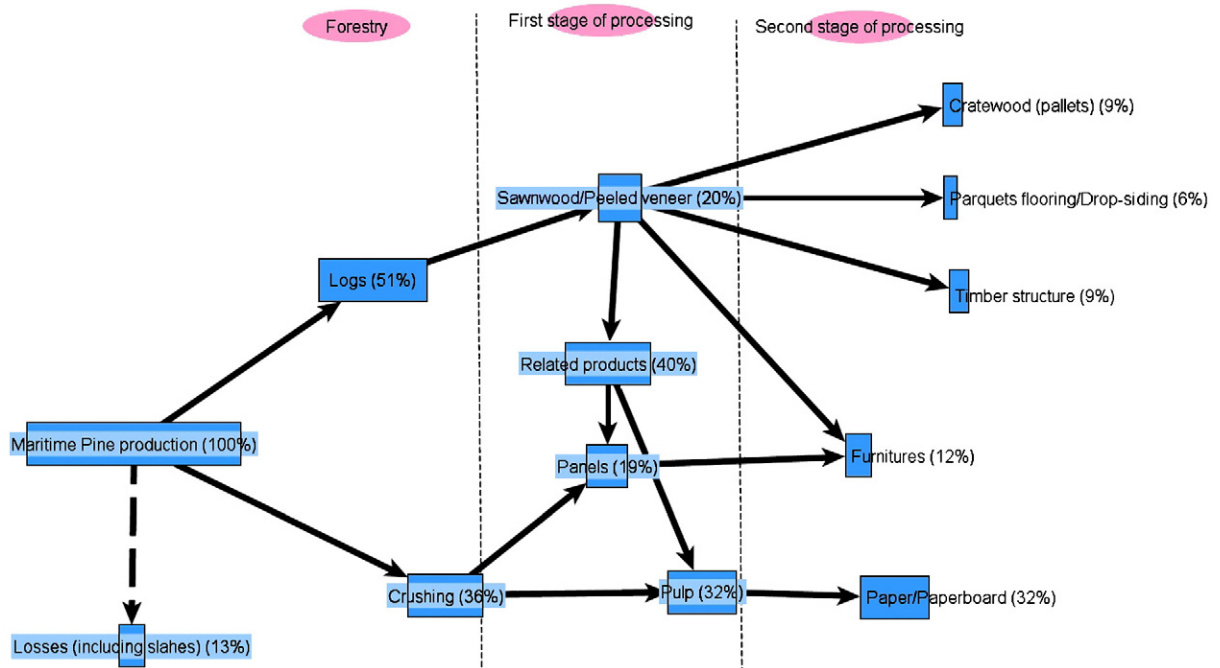 Forestry
First stage of processing
Second stage of processing
Cratewood (pallets) (9%)
Sawnwood/Peeled veneer (20%)
Parquets flooring/Drop-siding (6%)
Logs (51%)
Timber structure (9%)
Related products (40%)
Maritime Pine production (100%)
Panels (19%)
Furnitures (12%)
Crushing (36%)
Pulp (32%)
Paper/Paperboard (32%)
Losses (including slahes) (13%)